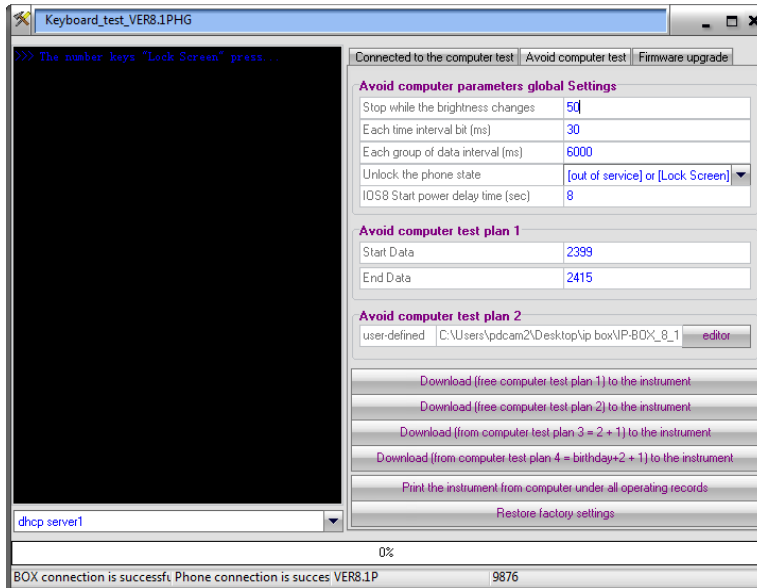 Keyboard_test_VER8.1PHG
>>> The number keys "Lock Screen" press...
Connected to the computer test
Avoid computer test
Firmware upgrade
Avoid computer parameters global Settings
Stop while the brightness changes 50
Each time interval bit (ms) 30
Each group of data interval (ms) 6000
Unlock the phone state [out of service] or [Lock Screen]
IOS8 Start power delay time (sec) 8
Avoid computer test plan 1
Start Data 2399
End Data 2415
Avoid computer test plan 2
user-defined C:\Users\pdcam2\Desktop\ip box\IP-BOX_8_1 editor
Download (free computer test plan 1) to the instrument
Download (free computer test plan 2) to the instrument
Download (from computer test plan 3 = 2 + 1) to the instrument
Download (from computer test plan 4 = birthday+2 + 1) to the instrument
Print the instrument from computer under all operating records
Restore factory settings
dhcp server1
0%
BOX connection is successfu Phone connection is succes VER8.1P 9876